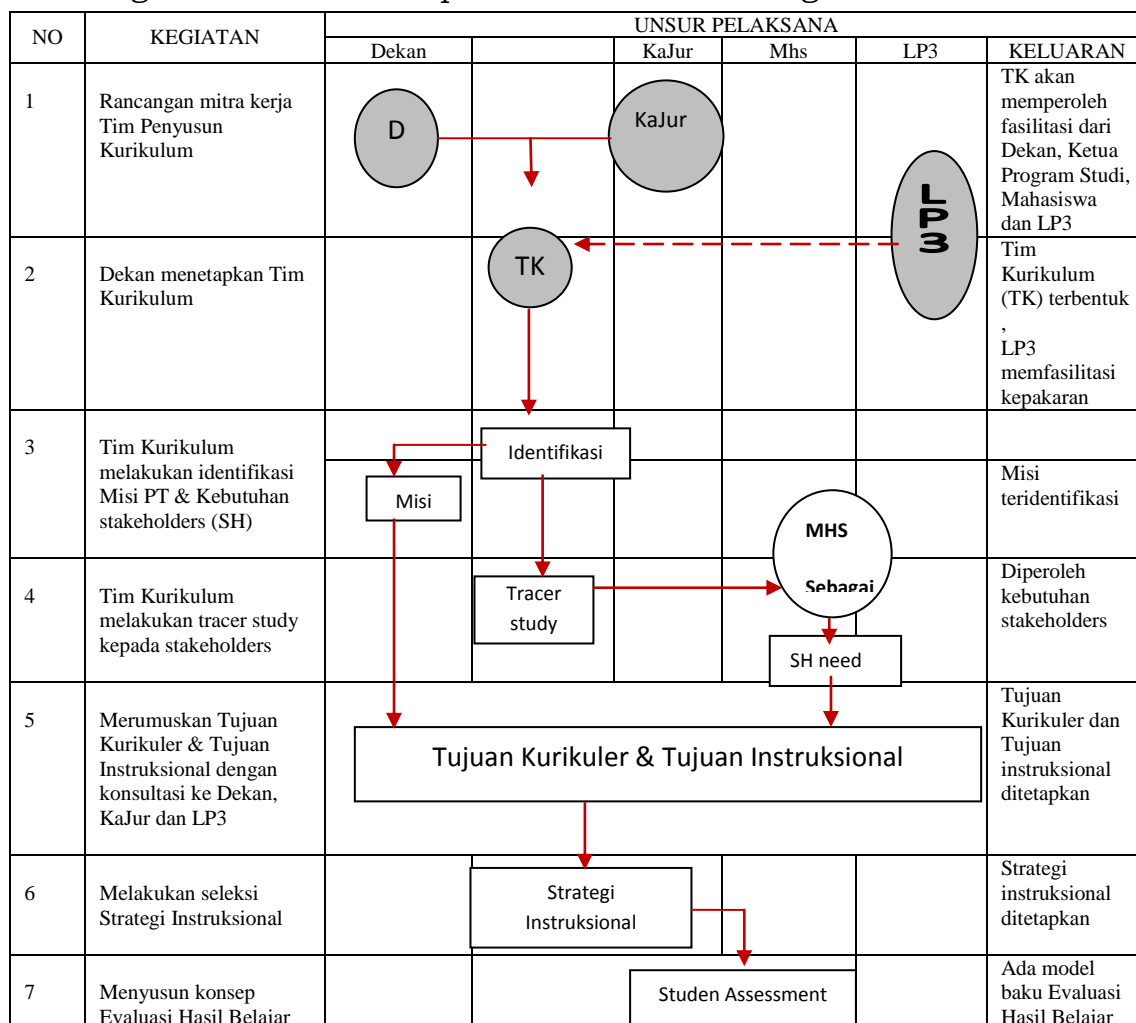 NO
KEGIATAN
UNSUR PELAKSANA
Dekan
KaJur
Mhs
LP3
KELUARAN
1
Rancangan mitra kerja
Tim Penyusun
Kurikulum
D
KaJur
LP3
TK akan
memperoleh
fasilitasi dari
Dekan, Ketua
Program Studi,
Mahasiswa
dan LP3
2
Dekan menetapkan Tim
Kurikulum
TK
Tim
Kurikulum
(TK) terbentuk
,
LP3
memfasilitasi
kepakaran
3
Tim Kurikulum
melakukan identifikasi
Misi PT & Kebutuhan
stakeholders (SH)
Identifikasi
Misi
MHS
Sebagai
Misi
teridentifikasi
4
Tim Kurikulum
melakukan tracer study
kepada stakeholders
Tracer
study
SH need
Diperoleh
kebutuhan
stakeholders
5
Merumuskan Tujuan
Kurikuler & Tujuan
Instruksional dengan
konsultasi ke Dekan,
KaJur dan LP3
Tujuan Kurikuler & Tujuan Instruksional
Tujuan
Kurikuler dan
Tujuan
instruksional
ditetapkan
6
Melakukan seleksi
Strategi Instruksional
Strategi
Instruksional
Strategi
instruksional
ditetapkan
7
Menyusun konsep
Evaluasi Hasil Belajar
Studen Assessment
Ada model
baku Evaluasi
Hasil Belajar